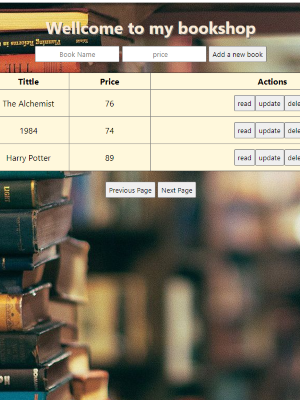 Wellcome to my bookshop
Book Name price Add a new book
Tittle Price Actions
The Alchemist 76 read update dele
1984 74 read update dele
Harry Potter 89 read update dele
Previous Page Next Page